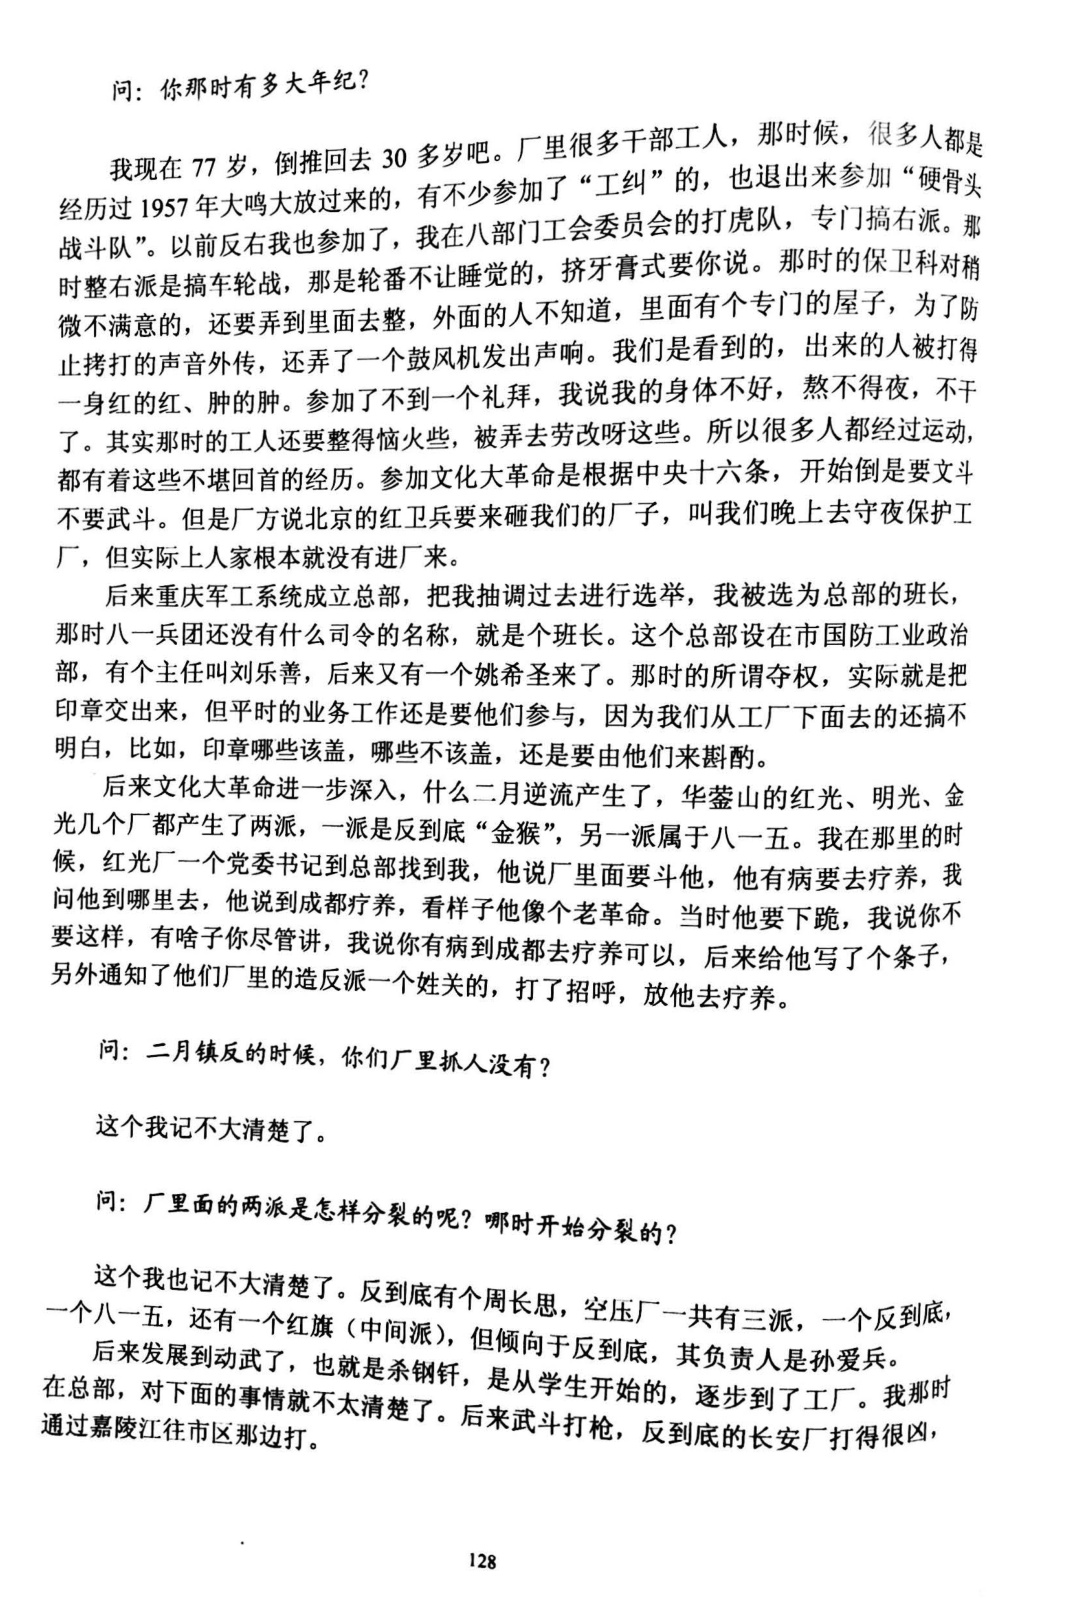 问：你那时有多大年纪？
我现在 77 岁，倒推回去 30 多岁吧。厂里很多干部工人，那时候，很多人都是
经历过 1957 年大鸣大放过来的，有不少参加了“工纠”的，也退出来参加“硬骨头
战斗队”。以前反右我也参加了，我在八部门工会委员会的打虎队，专门搞右派。那
时整右派是搞车轮战，那是轮番不让睡觉的，挤牙膏式要你说。那时的保卫科对稍
微不满意的，还要弄到里面去整，外面的人不知道，里面有个专门的屋子，为了防
止拷打的声音外传，还弄了一个鼓风机发出声响。我们是看到的，出来的人被打得
一身红的红、肿的肿。参加了不到一个礼拜，我说我的身体不好，熬不得夜，不干
了。其实那时的工人还要整得恼火些，被弄去劳改呀这些。所以很多人都经过运动，
都有着这些不堪回首的经历。参加文化大革命是根据中央十六条，开始倒是要文斗
不要武斗。但是厂方说北京的红卫兵要来砸我们的厂子，叫我们晚上去守夜保护工
厂，但实际上人家根本就没有进厂来。
后来重庆军工系统成立总部，把我抽调过去进行选举，我被选为总部的班长，
那时八一兵团还没有什么司令的名称，就是个班长。这个总部设在市国防工业政治
部，有个主任叫刘乐善，后来又有一个姚希圣来了。那时的所谓夺权，实际就是把
印章交出来，但平时的业务工作还是要他们参与，因为我们从工厂下面去的还搞不
明白，比如，印章哪些该盖，哪些不该盖，还是要由他们来斟酌。
后来文化大革命进一步深入，什么二月逆流产生了，华蓥山的红光、明光、金
光几个厂都产生了两派，一派是反到底“金猴”，另一派属于八一五。我在那里的时
候，红光厂一个党委书记到总部找到我，他说厂里面要斗他，他有病要去疗养，我
问他到哪里去，他说到成都疗养，看样子他像个老革命。当时他要下跪，我说你不
要这样，有啥子你尽管讲，我说你有病到成都去疗养可以，后来给他写了个条子，
另外通知了他们厂里的造反派一个姓关的，打了招呼，放他去疗养。
问：二月镇反的时候，你们厂里抓人没有？
这个我记不大清楚了。
问：厂里面的两派是怎样分裂的呢？哪时开始分裂的？
这个我也记不大清楚了。反到底有个周长思，空压厂一共有三派，一个反到底，
一个八一五，还有一个红旗（中间派），但倾向于反到底，其负责人是孙爱兵。
后来发展到动武了，也就是杀钢钎，是从学生开始的，逐步到了工厂。我那时
在总部，对下面的事情就不太清楚了。后来武斗打枪，反到底的长安厂打得很凶，
通过嘉陵江往市区那边打。
128